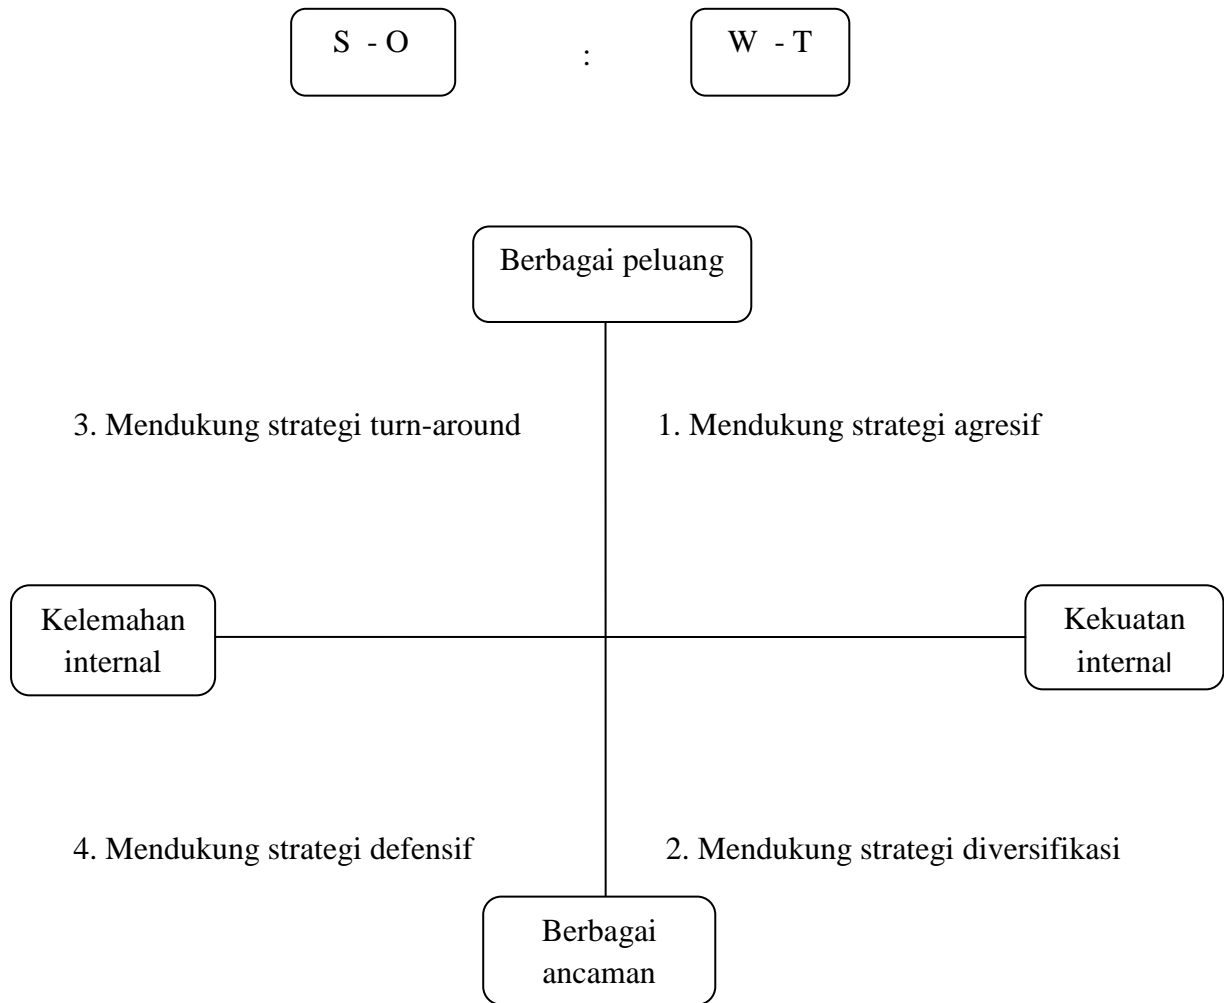 S - O : W - T
Berbagai peluang
3. Mendukung strategi turn-around
1. Mendukung strategi agresif
Kelemahan
internal
Kekuatan
internal
4. Mendukung strategi defensif
2. Mendukung strategi diversifikasi
Berbagai
ancaman